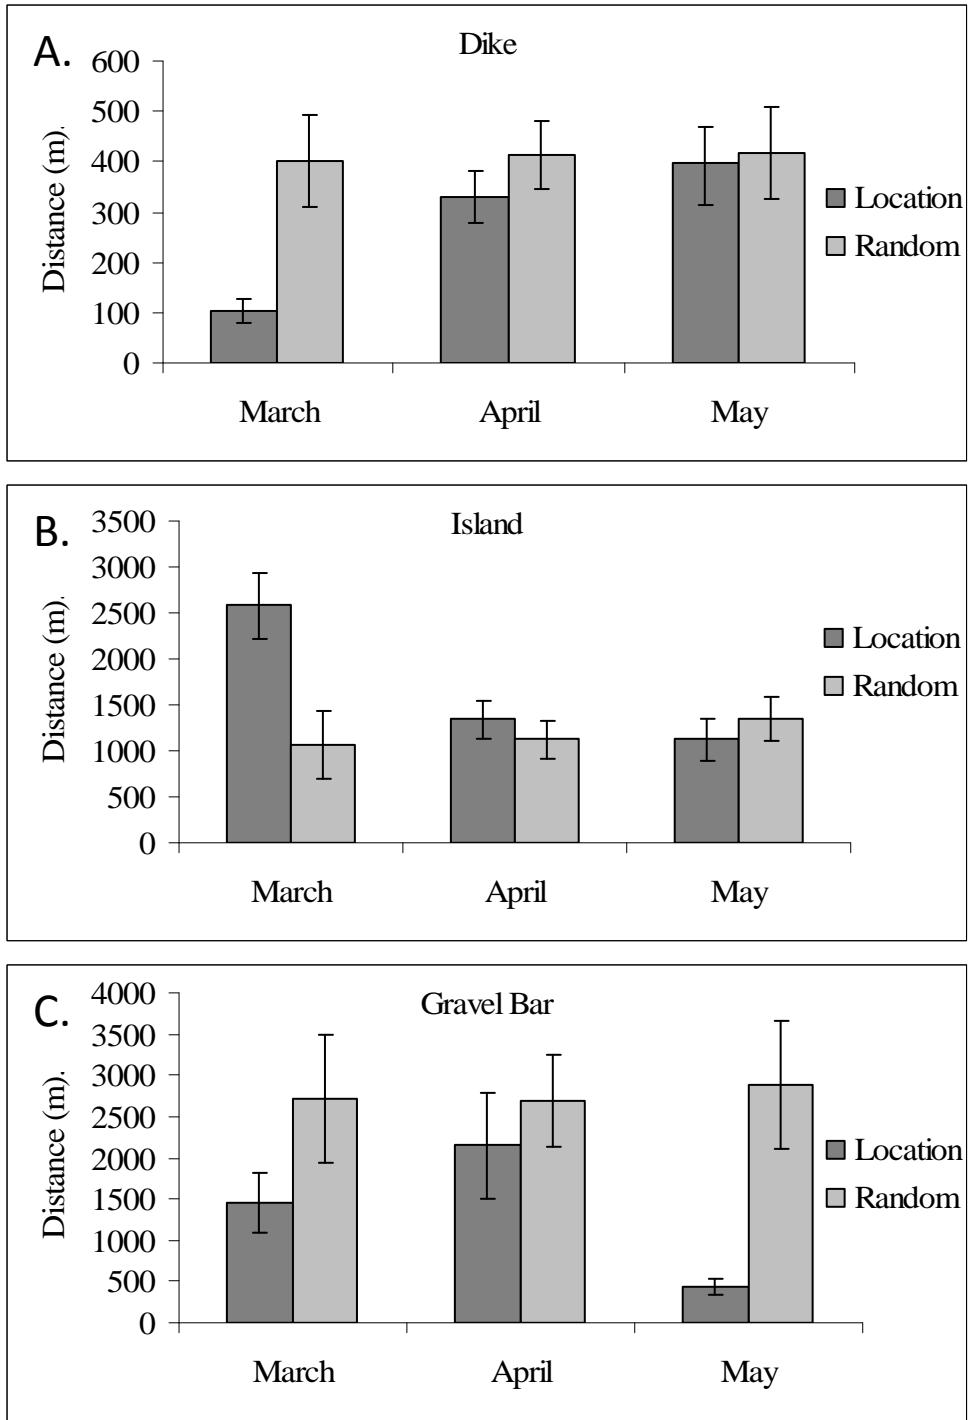 A.
Dike
Distance (m).
600
500
400
300
200
100
0
March April May
Location
Random
B.
Island
Distance (m).
3500
3000
2500
2000
1500
1000
500
0
March April May
Location
Random
C.
Gravel Bar
Distance (m).
4000
3500
3000
2500
2000
1500
1000
500
0
March April May
Location
Random